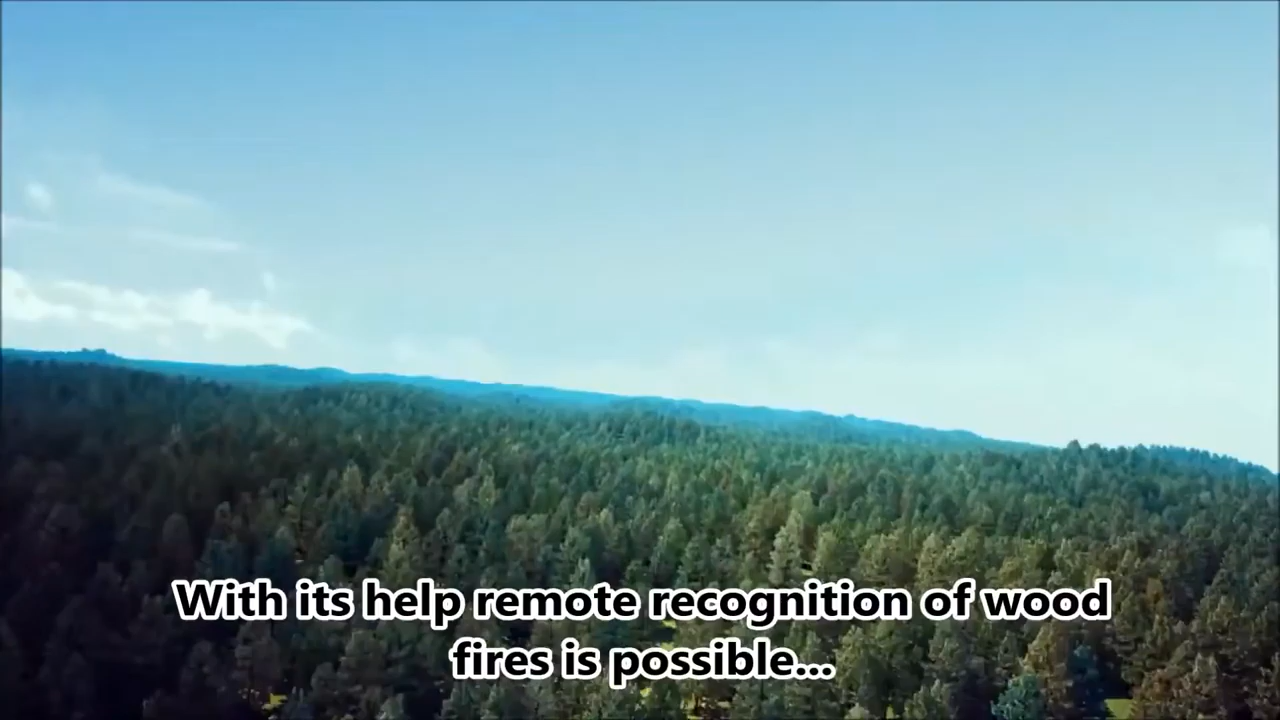 With its help remote recognition of wood
fires is possible...